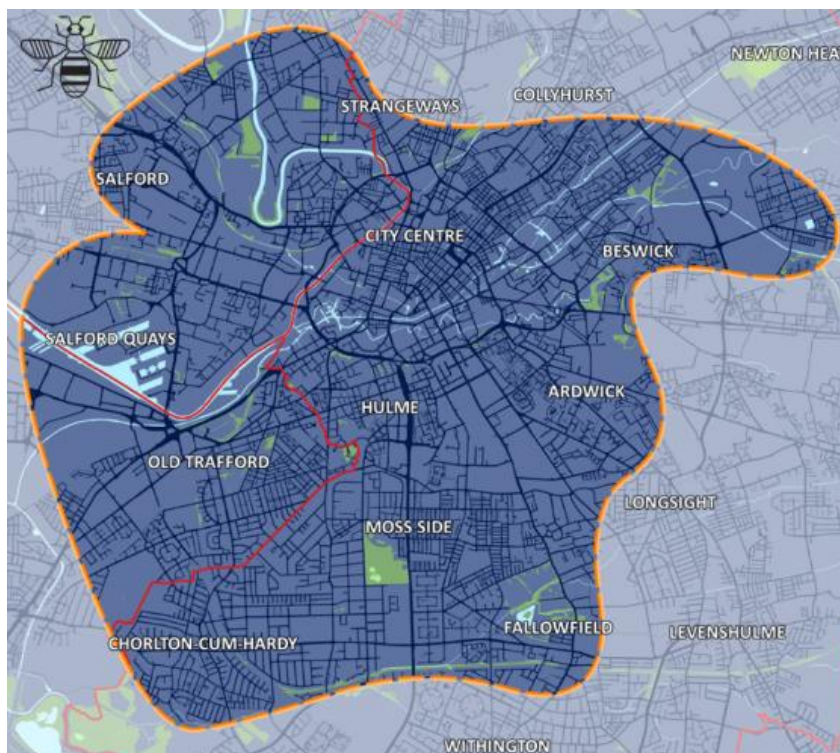 NEWTON HEA
COLLYHURST
STRANGEWAYS
SALFORD
CITY CENTRE
BESWICK
SALFORD QUAYS
ARDWICK
HULME
OLD TRAFFORD
LONGSIGHT
MOSS SIDE
FALLOWFIELD
LEVENSHULME
CHORLTON-CUM-HARDY
WITHINGTON